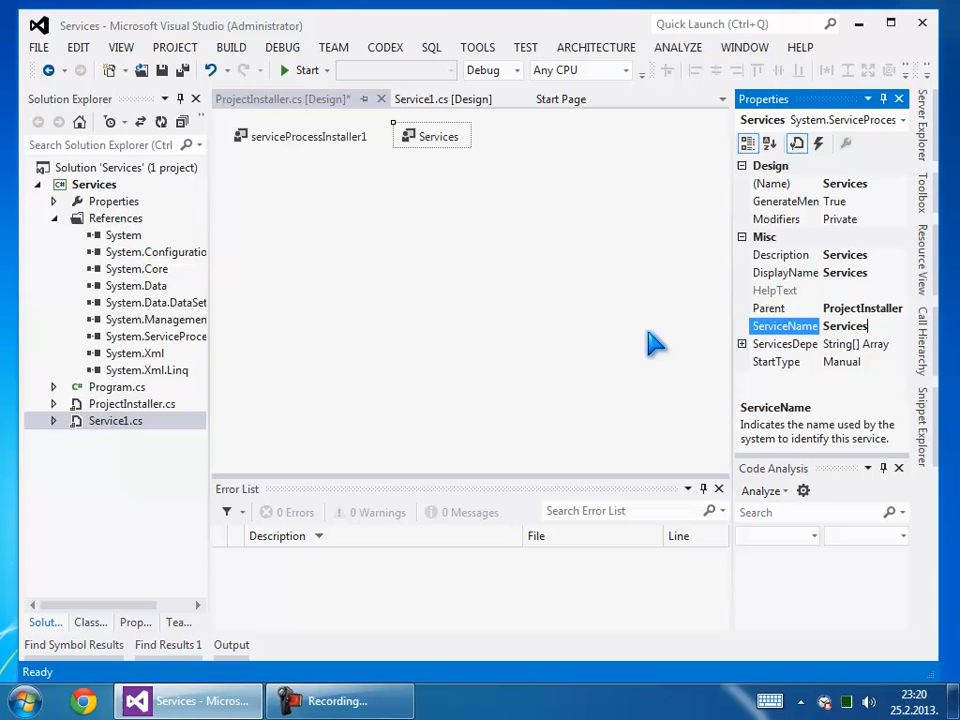 Services - Microsoft Visual Studio (Administrator)
Quick Launch (Ctrl+Q)
FILE EDIT VIEW PROJECT BUILD DEBUG TEAM CODEX SQL TOOLS TEST ARCHITECTURE ANALYZE WINDOW HELP
Start
Debug
Any CPU
Solution Explorer
ProjectInstaller.cs [Design]*
Service1.cs [Design]
Start Page
Properties
Search Solution Explorer (Ctrl
Solution 'Services' (1 project)
Services
Properties
References
System
System.Configuratio
System.Core
System.Data
System.Data.DataSet
System.Managemen
System.ServiceProce
System.Xml
System.Xml.Linq
Program.cs
ProjectInstaller.cs
Service1.cs
Solut... Class... Prop... Tea...
Find Symbol Results Find Results 1 Output
serviceProcessInstaller1
Services
Error List
0 Errors
0 Warnings
0 Messages
Search Error List
Description
File
Line
Services System.ServiceProces
Design
(Name) Services
GenerateMen True
Modifiers Private
Misc
Description Services
DisplayName Services
HelpText
Parent ProjectInstaller
ServiceName Services
ServicesDepe String[] Array
StartType Manual
ServiceName
Indicates the name used by the
system to identify this service.
Code Analysis
Analyze
Search
Server Explorer
Toolbox
Resource View
Call Hierarchy
Snippet Explorer
Ready
Services - Micros...
Recording...
23:20
25.2.2013.